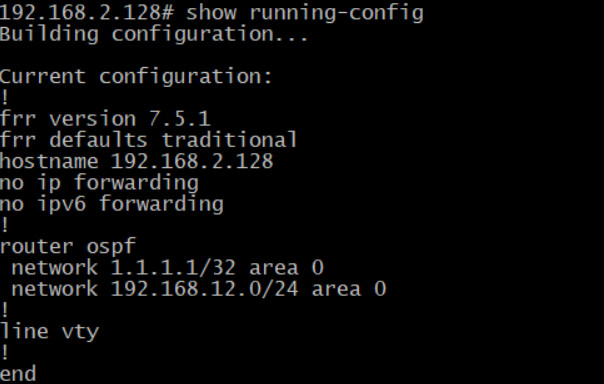 192.168.2.128# show running-config
Building configuration...

Current configuration:
!
frr version 7.5.1
frr defaults traditional
hostname 192.168.2.128
no ip forwarding
no ipv6 forwarding
!
router ospf
 network 1.1.1.1/32 area 0
 network 192.168.12.0/24 area 0
!
line vty
!
end